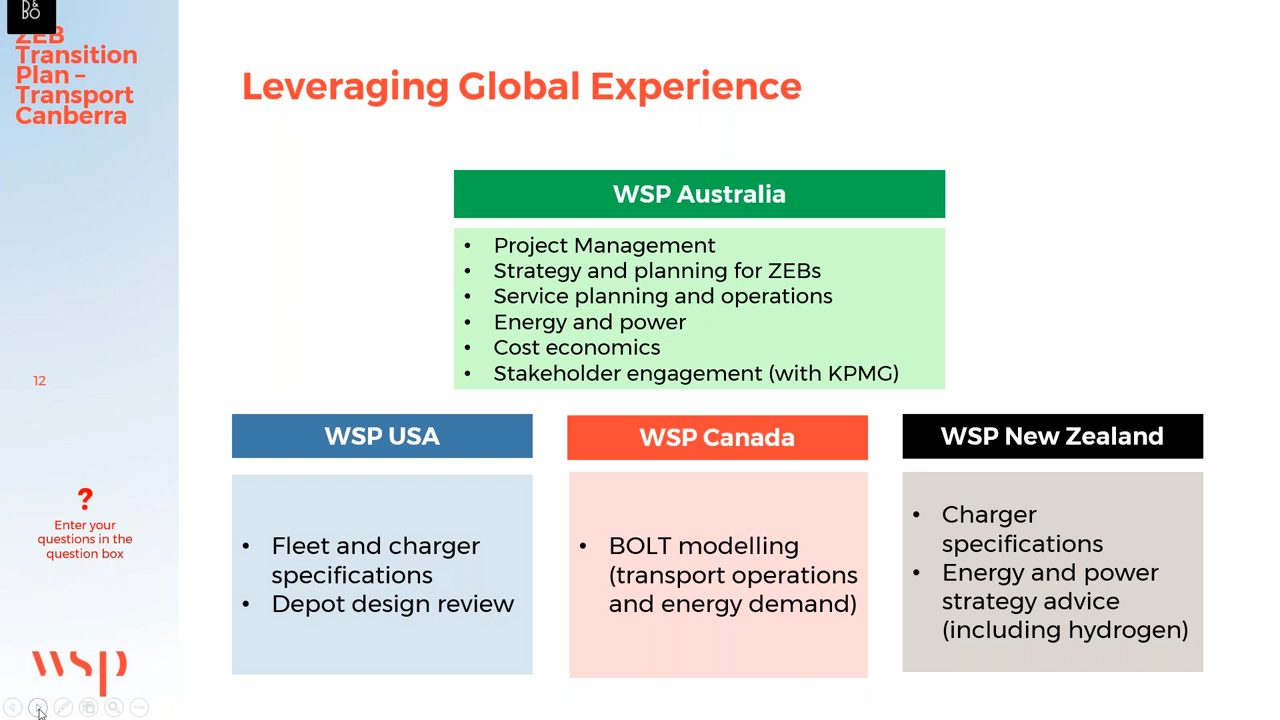 D&
BO
ZEB
Transition
Plan –
Transport
Canberra
Leveraging Global Experience
WSP Australia
• Project Management
• Strategy and planning for ZEBs
• Service planning and operations
• Energy and power
• Cost economics
• Stakeholder engagement (with KPMG)
12
WSP USA
• Fleet and charger
specifications
• Depot design review
WSP Canada
• BOLT modelling
(transport operations
and energy demand)
WSP New Zealand
• Charger
specifications
• Energy and power
strategy advice
(including hydrogen)
?
Enter your
questions in the
question box
wsp